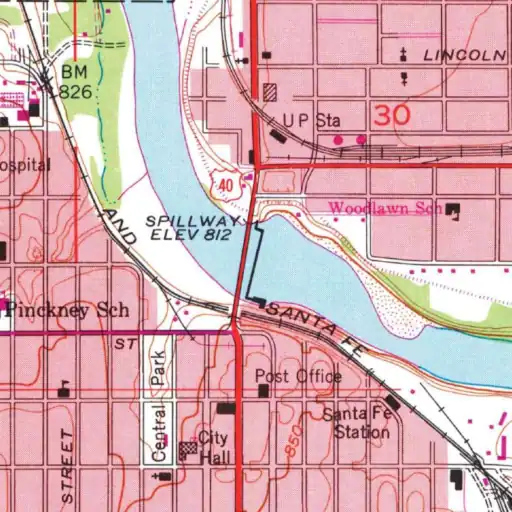 LINCOLN
BM
826
UP Sta
30
ospital
40
Woodlawn Sch
AND
SPILLWAY
ELEV 812
Pinckney Sch
SANTA FE
ST
Central Park
Post Office
Santa Fe
Station
City
Hall
850
STREET